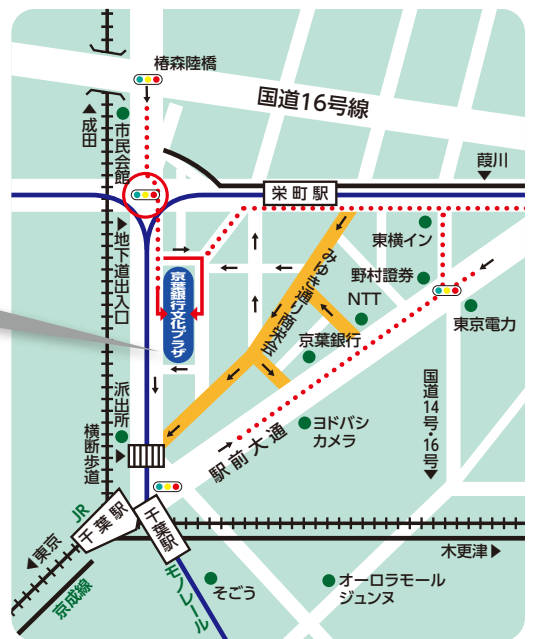 椿森陸橋
国道16号線
▲成田
市民会館
葭川
▼
栄町駅
▶地下道出入口
東横イン
野村證券
NTT
みゆき通り商栄会
京葉銀行文化プラザ
京葉銀行
東京電力
国道14号・16号▶
派出所
横断歩道▶
ヨドバシ
カメラ
駅前大通
JR
千葉駅
千葉駅
◀東京
木更津▶
京成線
モノレール
そごう
オーロラモール
ジュンヌ